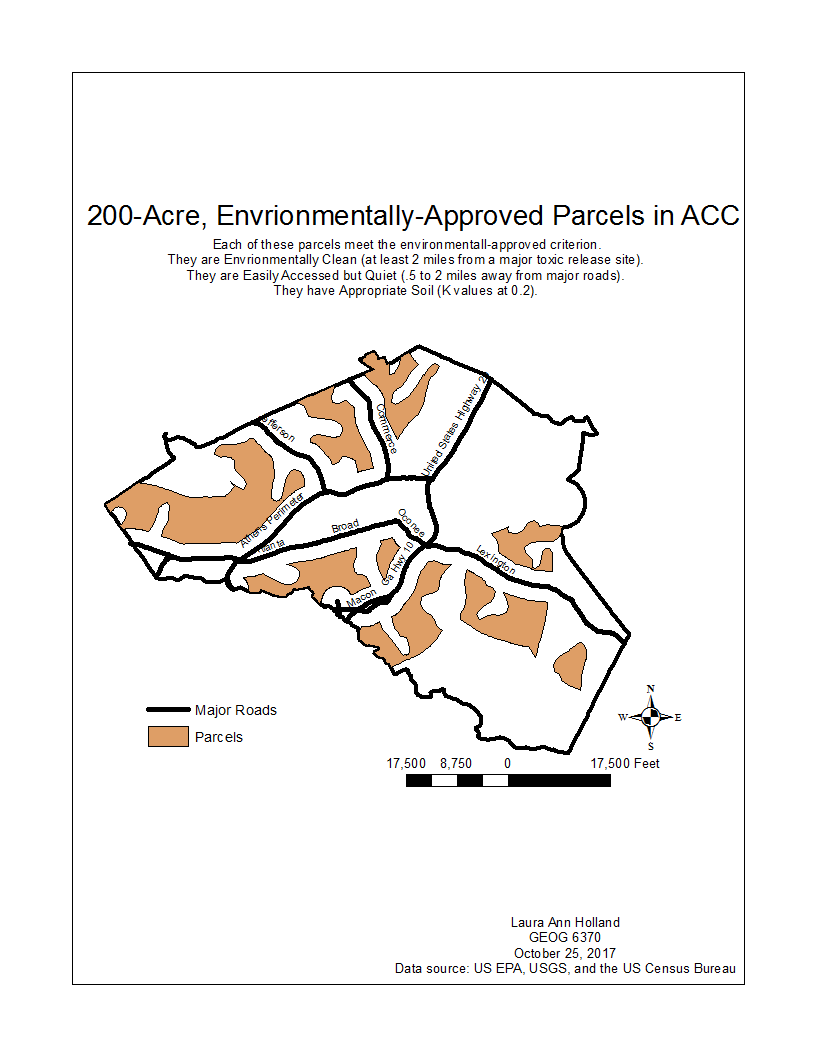 200-Acre, Envrionmentally-Approved Parcels in ACC
Each of these parcels meet the environmentall-approved criterion.
They are Envrionmentally Clean (at least 2 miles from a major toxic release site).
They are Easily Accessed but Quiet (.5 to 2 miles away from major roads).
They have Appropriate Soil (K values at 0.2).
United States Highway 2
Commerce
efferson
Athens Perimeter
Broad
Oconee
lanta
Ga Hwy 10
Lexington
Macon
N
W E
S
Major Roads
Parcels
17,500 8,750 0 17,500 Feet
Laura Ann Holland
GEOG 6370
October 25, 2017
Data source: US EPA, USGS, and the US Census Bureau